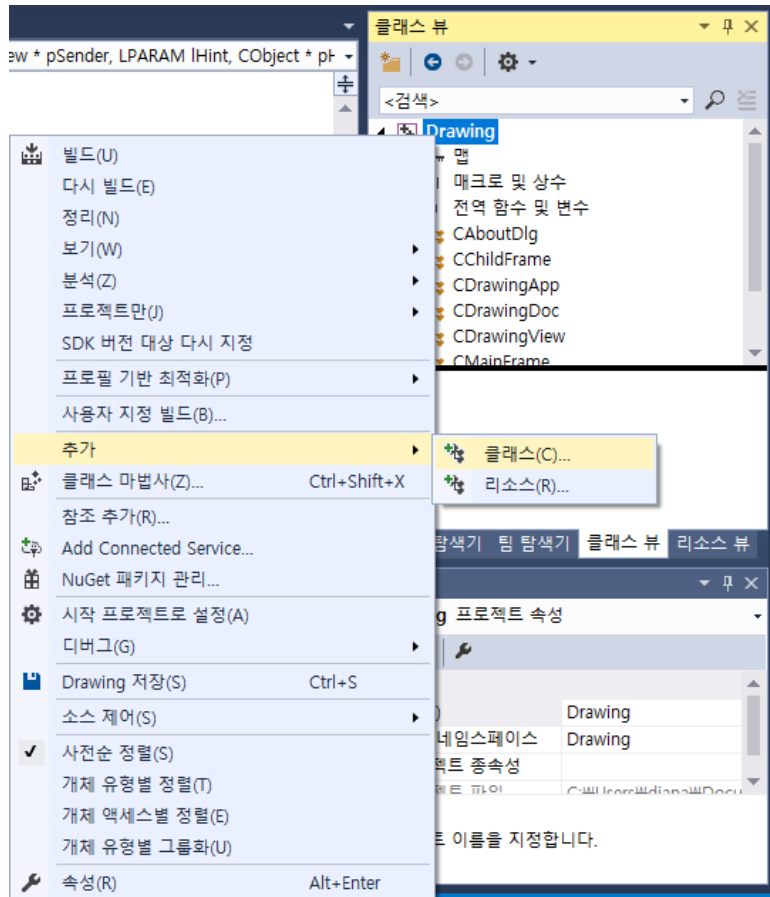 클래스 뷰
ew * pSender, LPARAM lHint, CObject * pH
<검색>
Drawing
맵
매크로 및 상수
전역 함수 및 변수
CAboutDlg
CChildFrame
CDrawingApp
CDrawingDoc
CDrawingView
CMainFrame
빌드(U)
다시 빌드(E)
정리(N)
보기(W)
분석(Z)
프로젝트만(J)
SDK 버전 대상 다시 지정
프로필 기반 최적화(P)
사용자 지정 빌드(B)...
추가
클래스(C)...
리소스(R)...
클래스 마법사(Z)... Ctrl+Shift+X
참조 추가(R)...
Add Connected Service...
NuGet 패키지 관리...
시작 프로젝트로 설정(A)
디버그(G)
Drawing 저장(S) Ctrl+S
소스 제어(S)
사전순 정렬(S)
개체 유형별 정렬(T)
개체 액세스별 정렬(E)
개체 유형별 그룹화(U)
속성(R) Alt+Enter
탐색기 팀 탐색기 클래스 뷰 리소스 뷰
g 프로젝트 속성
) Drawing
네임스페이스 Drawing
젝트 종속성
젝트 파일 C:₩Users₩diana₩Docu
트 이름을 지정합니다.